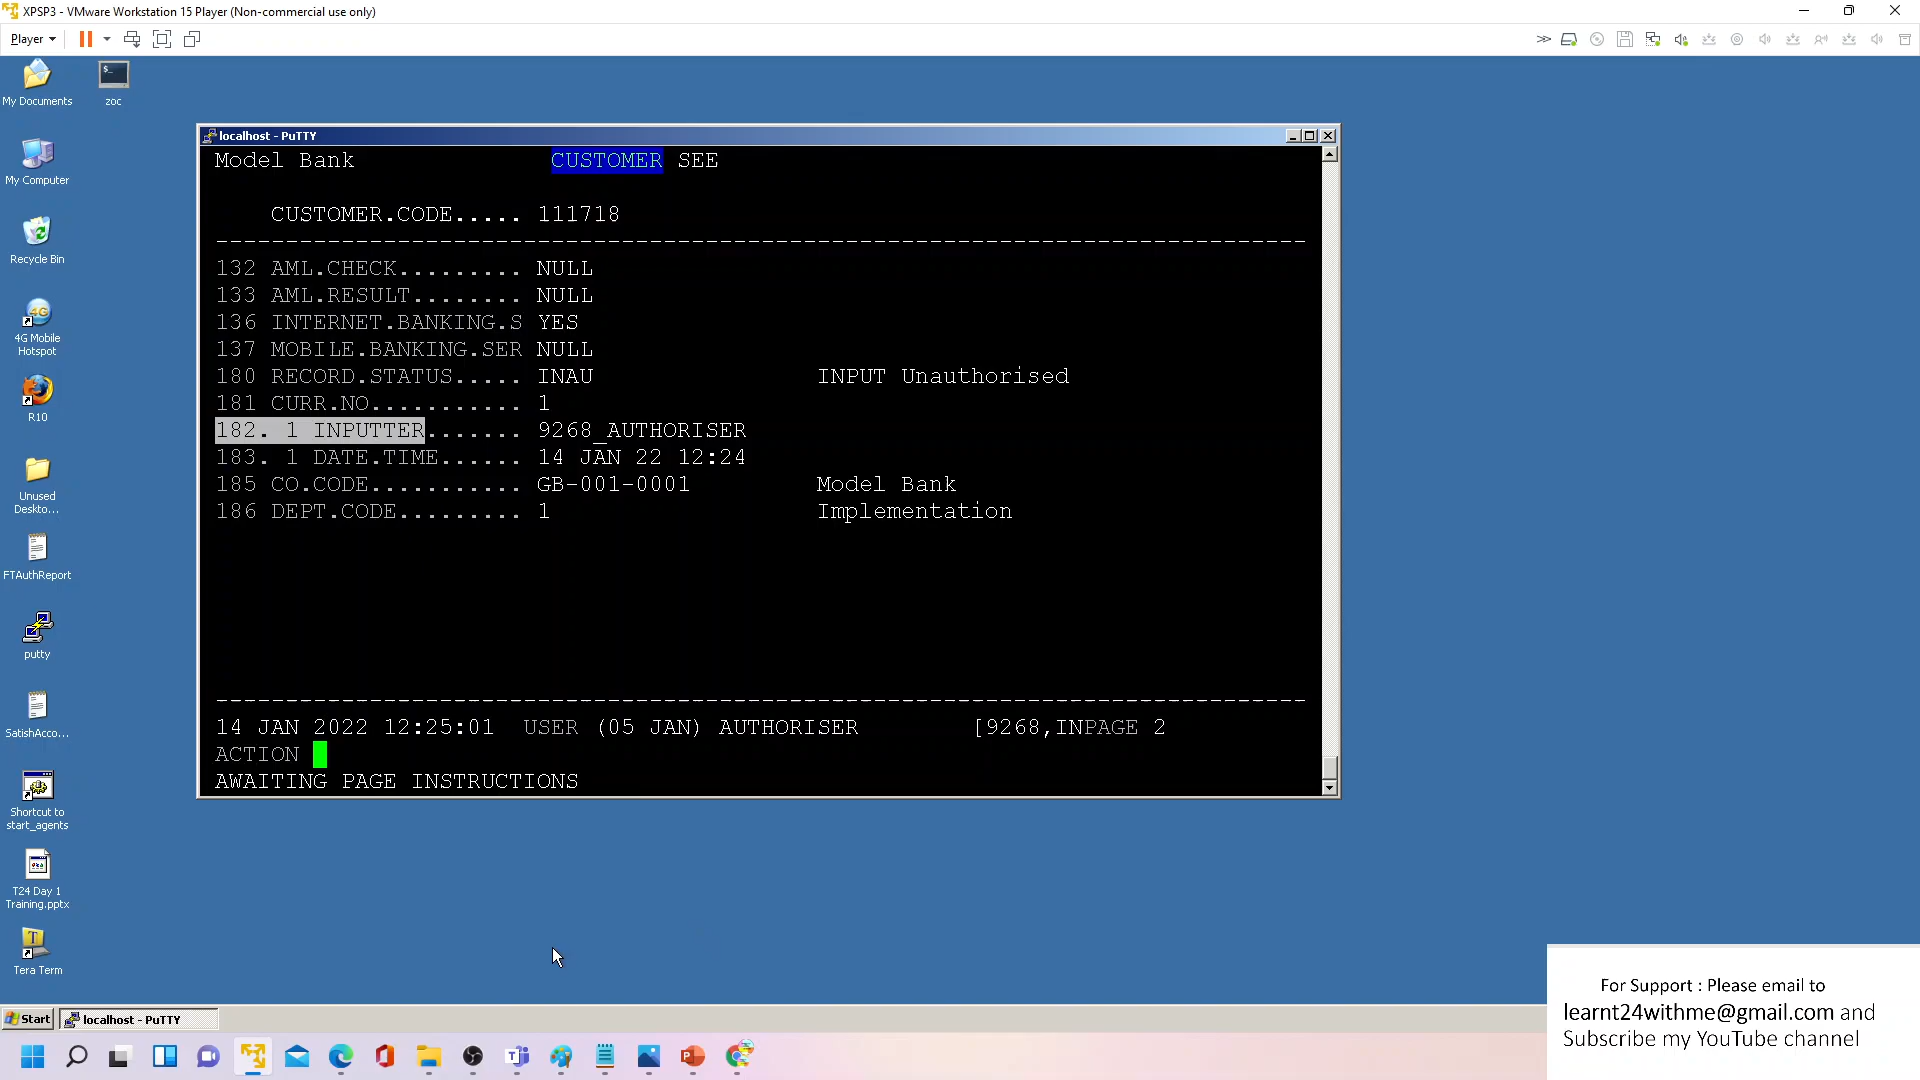 XPSP3 - VMware Workstation 15 Player (Non-commercial use only)
Player
My Documents
zoc
My Computer
Recycle Bin
4G Mobile
Hotspot
R10
Unused
Deskto...
FTAuthReport
putty
SatishAcco...
Shortcut to
start_agents
T24 Day 1
Training.pptx
Tera Term
localhost - PuTTY
Model Bank CUSTOMER SEE
CUSTOMER.CODE..... 111718
------------------------------------------------------------------------------
132 AML.CHECK......... NULL
133 AML.RESULT........ NULL
136 INTERNET.BANKING.S YES
137 MOBILE.BANKING.SER NULL
180 RECORD.STATUS..... INAU INPUT Unauthorised
181 CURR.NO........... 1
182. 1 INPUTTER....... 9268_AUTHORISER
183. 1 DATE.TIME...... 14 JAN 22 12:24
185 CO.CODE........... GB-001-0001 Model Bank
186 DEPT.CODE......... 1 Implementation
------------------------------------------------------------------------------
14 JAN 2022 12:25:01 USER (05 JAN) AUTHORISER [9268,INPAGE 2
ACTION
AWAITING PAGE INSTRUCTIONS
Start
localhost - PuTTY
For Support : Please email to
learnt24withme@gmail.com and
Subscribe my YouTube channel